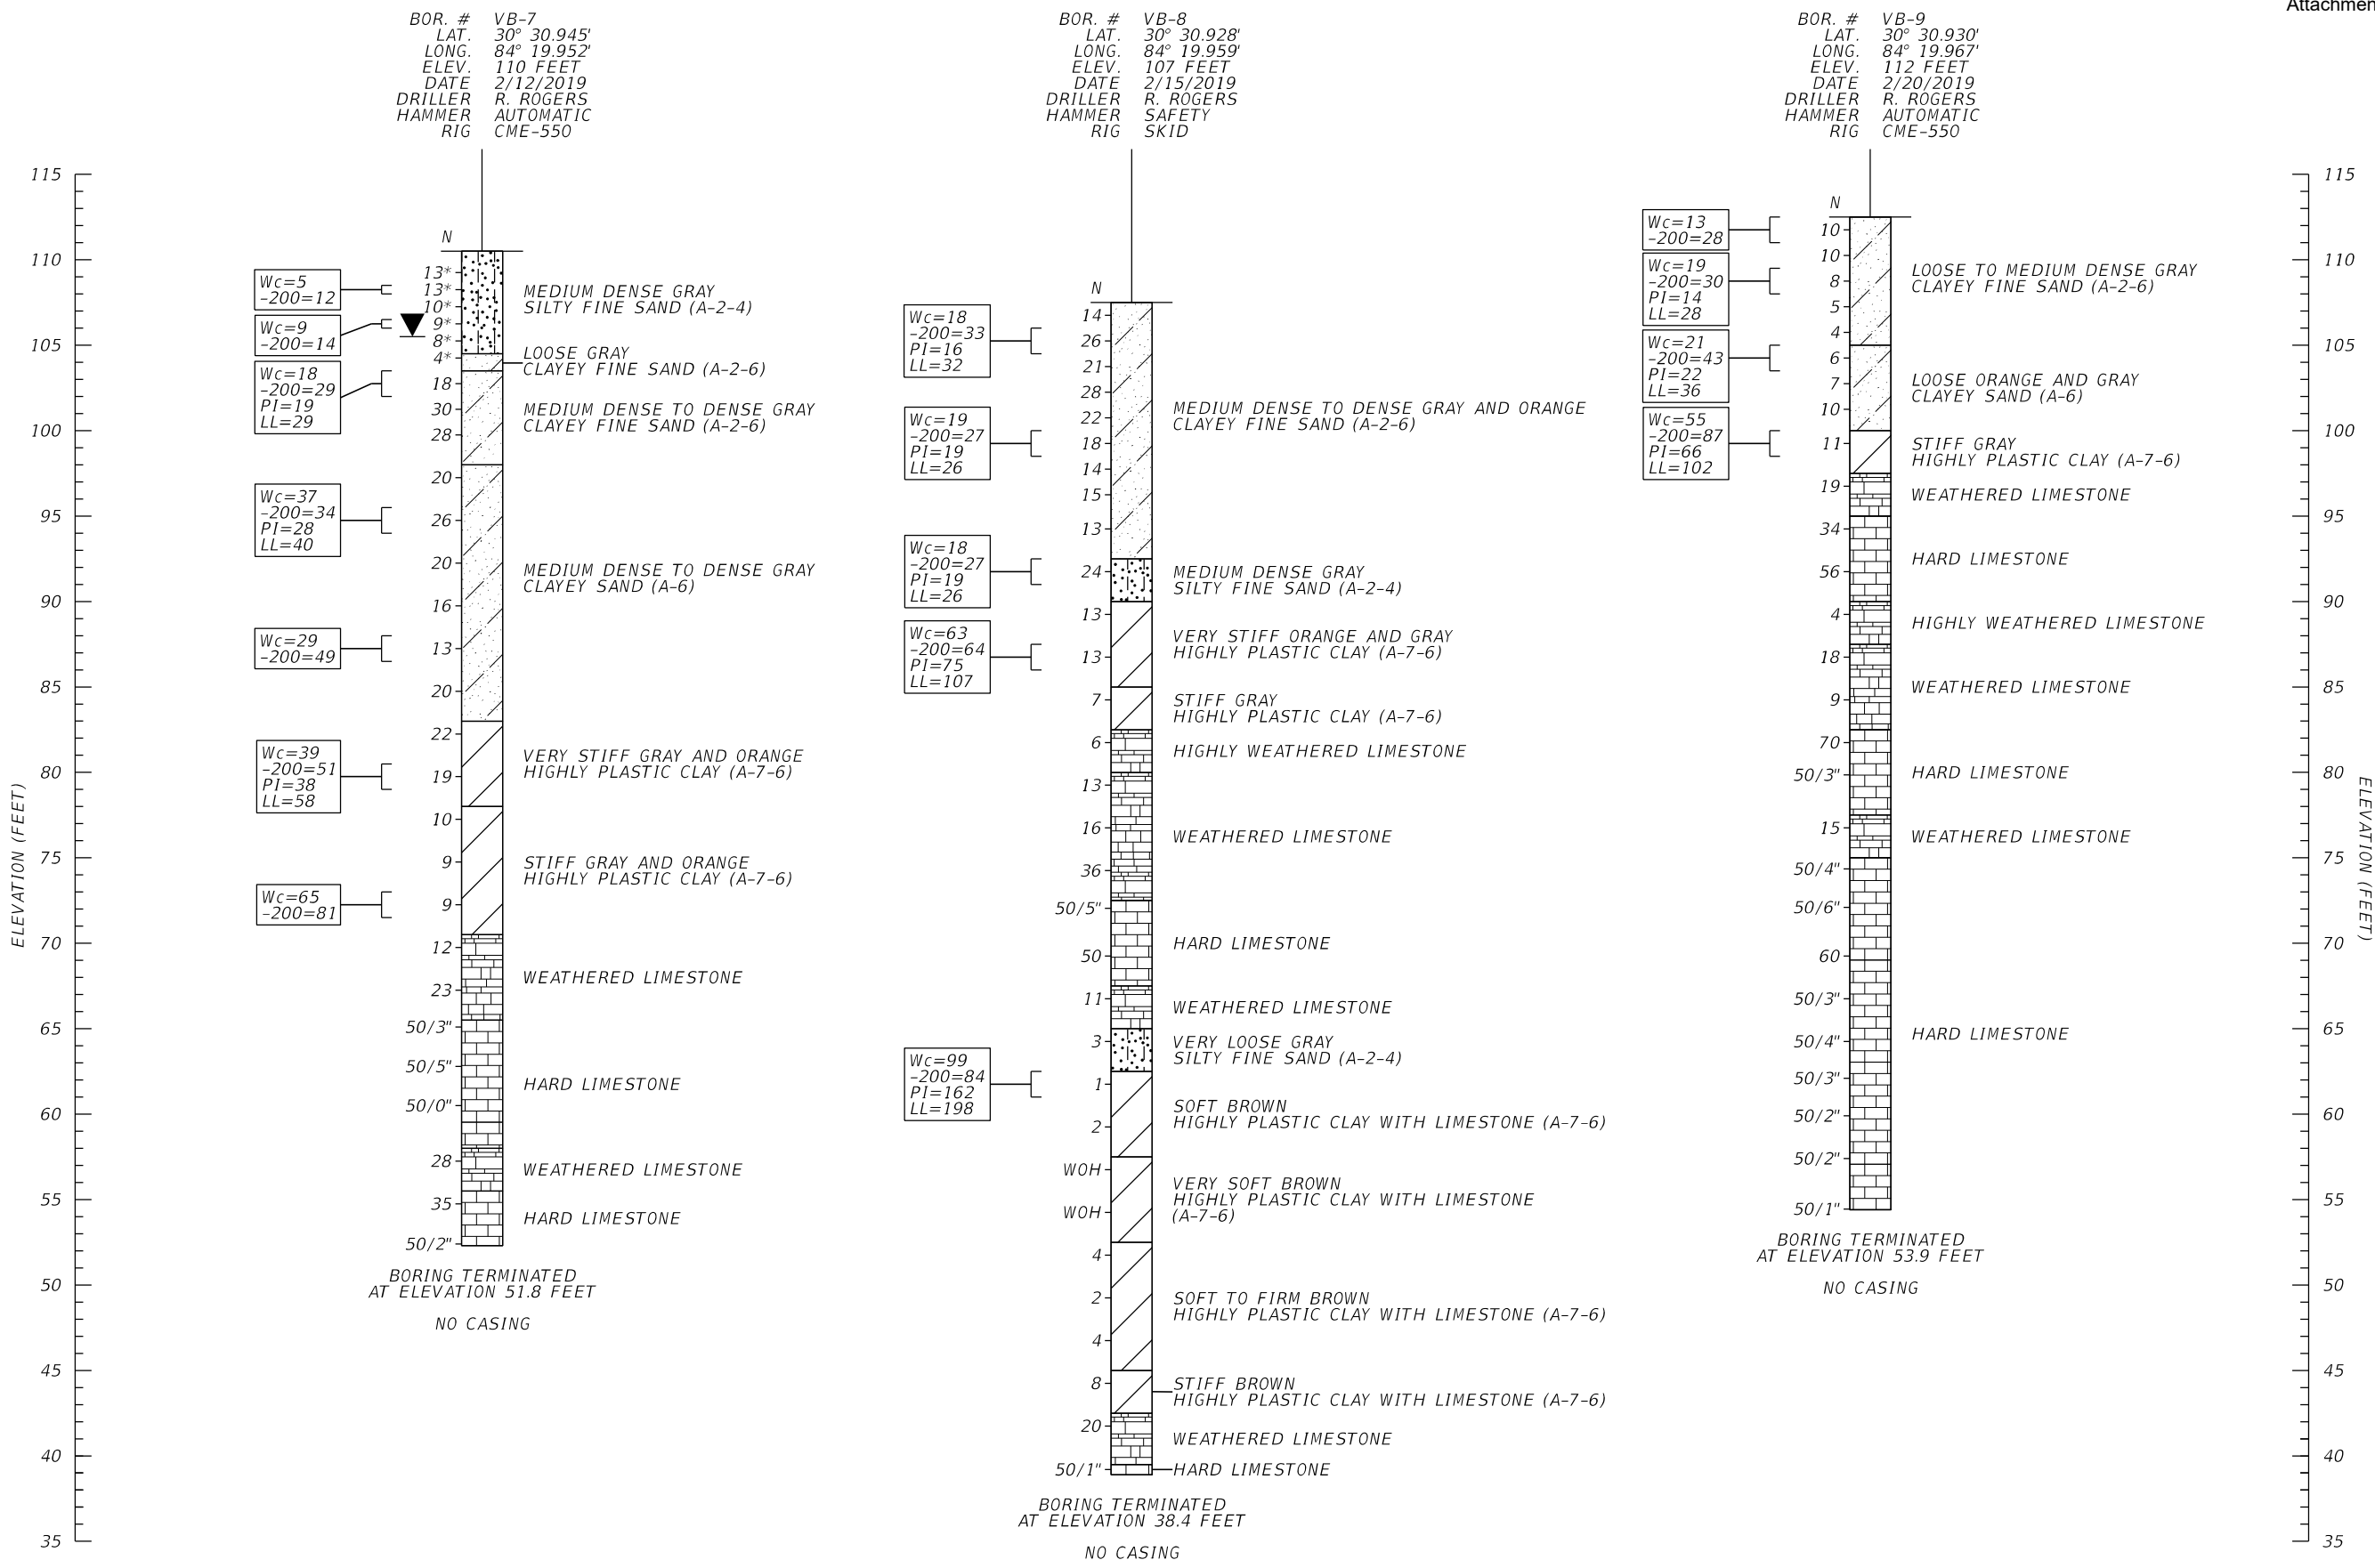 Attachmen
BOR. # VB-7
LAT. 30° 30.945'
LONG. 84° 19.952'
ELEV. 110 FEET
DATE 2/12/2019
DRILLER R. ROGERS
HAMMER AUTOMATIC
RIG CME-550
BOR. # VB-8
LAT. 30° 30.928'
LONG. 84° 19.959'
ELEV. 107 FEET
DATE 2/15/2019
DRILLER R. ROGERS
HAMMER SAFETY
RIG SKID
BOR. # VB-9
LAT. 30° 30.930'
LONG. 84° 19.967'
ELEV. 112 FEET
DATE 2/20/2019
DRILLER R. ROGERS
HAMMER AUTOMATIC
RIG CME-550
115
110
105
100
95
90
85
80
75
70
65
60
55
50
45
40
35
ELEVATION (FEET)
Wc=5
-200=12
Wc=9
-200=14
Wc=18
-200=29
PI=19
LL=29
Wc=37
-200=34
PI=28
LL=40
Wc=29
-200=49
Wc=39
-200=51
PI=38
LL=58
Wc=65
-200=81
N
13*
13*
10*
9*
8*
4*
18
30
28
20
26
20
16
13
20
22
19
10
9
9
12
23
50/3"
50/5"
50/0"
28
35
50/2"
MEDIUM DENSE GRAY
SILTY FINE SAND (A-2-4)
LOOSE GRAY
CLAYEY FINE SAND (A-2-6)
MEDIUM DENSE TO DENSE GRAY
CLAYEY FINE SAND (A-2-6)
MEDIUM DENSE TO DENSE GRAY
CLAYEY SAND (A-6)
VERY STIFF GRAY AND ORANGE
HIGHLY PLASTIC CLAY (A-7-6)
STIFF GRAY AND ORANGE
HIGHLY PLASTIC CLAY (A-7-6)
WEATHERED LIMESTONE
HARD LIMESTONE
WEATHERED LIMESTONE
HARD LIMESTONE
BORING TERMINATED
AT ELEVATION 51.8 FEET
NO CASING
Wc=18
-200=33
PI=16
LL=32
Wc=19
-200=27
PI=19
LL=26
Wc=18
-200=27
PI=19
LL=26
Wc=63
-200=64
PI=75
LL=107
Wc=99
-200=84
PI=162
LL=198
N
14
26
21
28
22
18
14
15
13
24
13
13
7
6
13
16
36
50/5"
50
11
3
1
2
WOH
WOH
4
2
4
8
20
50/1"
MEDIUM DENSE TO DENSE GRAY AND ORANGE
CLAYEY FINE SAND (A-2-6)
MEDIUM DENSE GRAY
SILTY FINE SAND (A-2-4)
VERY STIFF ORANGE AND GRAY
HIGHLY PLASTIC CLAY (A-7-6)
STIFF GRAY
HIGHLY PLASTIC CLAY (A-7-6)
HIGHLY WEATHERED LIMESTONE
WEATHERED LIMESTONE
HARD LIMESTONE
WEATHERED LIMESTONE
VERY LOOSE GRAY
SILTY FINE SAND (A-2-4)
SOFT BROWN
HIGHLY PLASTIC CLAY WITH LIMESTONE (A-7-6)
VERY SOFT BROWN
HIGHLY PLASTIC CLAY WITH LIMESTONE
(A-7-6)
SOFT TO FIRM BROWN
HIGHLY PLASTIC CLAY WITH LIMESTONE (A-7-6)
STIFF BROWN
HIGHLY PLASTIC CLAY WITH LIMESTONE (A-7-6)
WEATHERED LIMESTONE
HARD LIMESTONE
BORING TERMINATED
AT ELEVATION 38.4 FEET
NO CASING
Wc=13
-200=28
Wc=19
-200=30
PI=14
LL=28
Wc=21
-200=43
PI=22
LL=36
Wc=55
-200=87
PI=66
LL=102
N
10
10
8
5
4
6
7
10
11
19
34
56
4
18
9
70
50/3"
15
50/4"
50/6"
60
50/3"
50/4"
50/3"
50/2"
50/2"
50/1"
LOOSE TO MEDIUM DENSE GRAY
CLAYEY FINE SAND (A-2-6)
LOOSE ORANGE AND GRAY
CLAYEY SAND (A-6)
STIFF GRAY
HIGHLY PLASTIC CLAY (A-7-6)
WEATHERED LIMESTONE
HARD LIMESTONE
HIGHLY WEATHERED LIMESTONE
WEATHERED LIMESTONE
HARD LIMESTONE
WEATHERED LIMESTONE
HARD LIMESTONE
BORING TERMINATED
AT ELEVATION 53.9 FEET
NO CASING
115
110
105
100
95
90
85
80
75
70
65
60
55
50
45
40
35
ELEVATION (FEET)